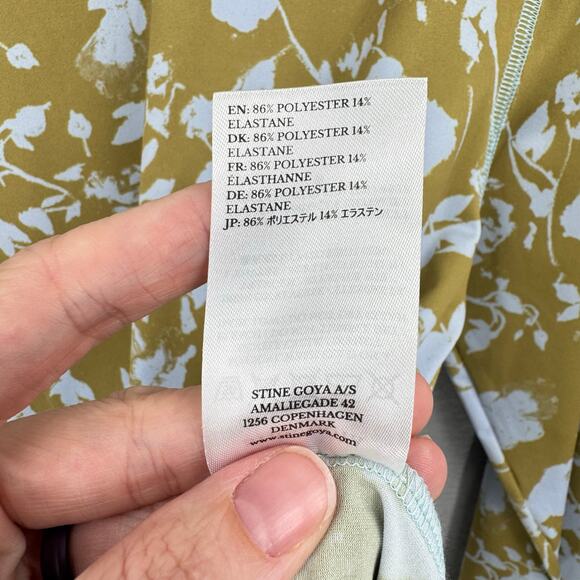 EN: 86% POLYESTER 14%
ELASTANE
DK: 86% POLYESTER 14%
ELASTANE
FR: 86% POLYESTER 14%
ÉLASTHANNE
DE: 86% POLYESTER 14%
ELASTANE
JP: 86% ポリエステル 14% エラステン
STINE GOYA A/S
AMALIEGADE 42
1256 COPENHAGEN
DENMARK
www.stinegoya.com